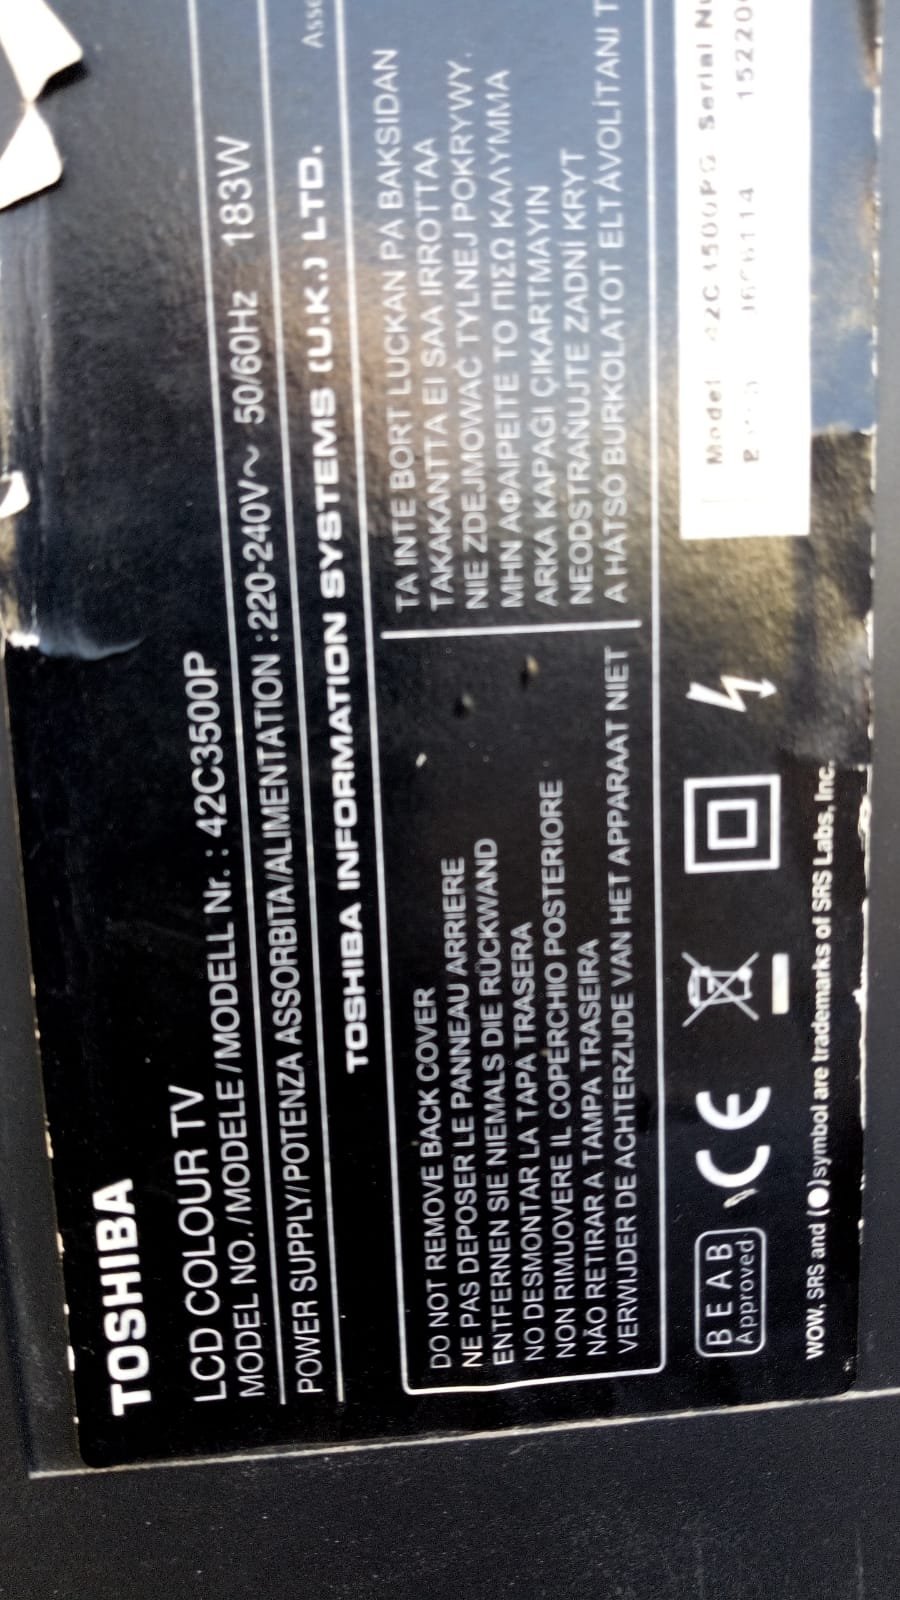 TOSHIBA
LCD COLOUR TV
MODEL NO. /MODELE /MODELL Nr. : 42C3500P
POWER SUPPLY/POTENZA ASSORBITA/ALIMENTATION :220-240V~ 50/60Hz 183W
TOSHIBA INFORMATION SYSTEMS (U.K.) LTD.
DO NOT REMOVE BACK COVER
NE PAS DEPOSER LE PANNEAU ARRIERE
ENTFERNEN SIE NIEMALS DIE RÜCKWAND
NO DESMONTAR LA TAPA TRASERA
NON RIMUOVERE IL COPERCHIO POSTERIORE
NÃO RETIRAR A TAMPA TRASEIRA
VERWIJDER DE ACHTERZIJDE VAN HET APPARAAT NIET
TA INTE BORT LUCKAN PA BAKSIDAN
TAKAKANTTA EI SAA IRROTTAA
NIE ZDEJMOWAĆ TYLNEJ POKRYWY.
ΜΗΝ ΑΦΑΙΡΕΙΤΕ ΤΟ ΠΙΣΩ ΚΑΛΥΜΜΑ
ARKA KAPAGI ÇIKARTMAYIN
NEODSTRAŇUJTE ZADNÍ KRYT
A HÁTSÓ BURKOLATOT ELTÁVOLÍTANI
Model Serial
BEAB
Approved
CE
WOW, SRS and (●) symbol are trademarks of SRS Labs, Inc.